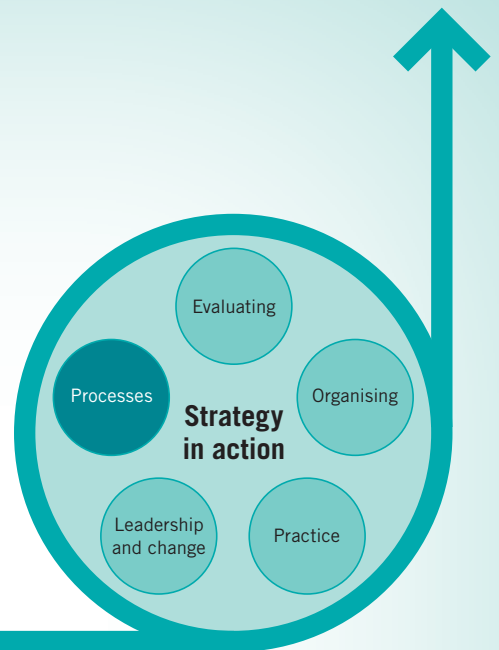 Evaluating
Processes
Organising
Strategy
in action
Leadership
and change
Practice